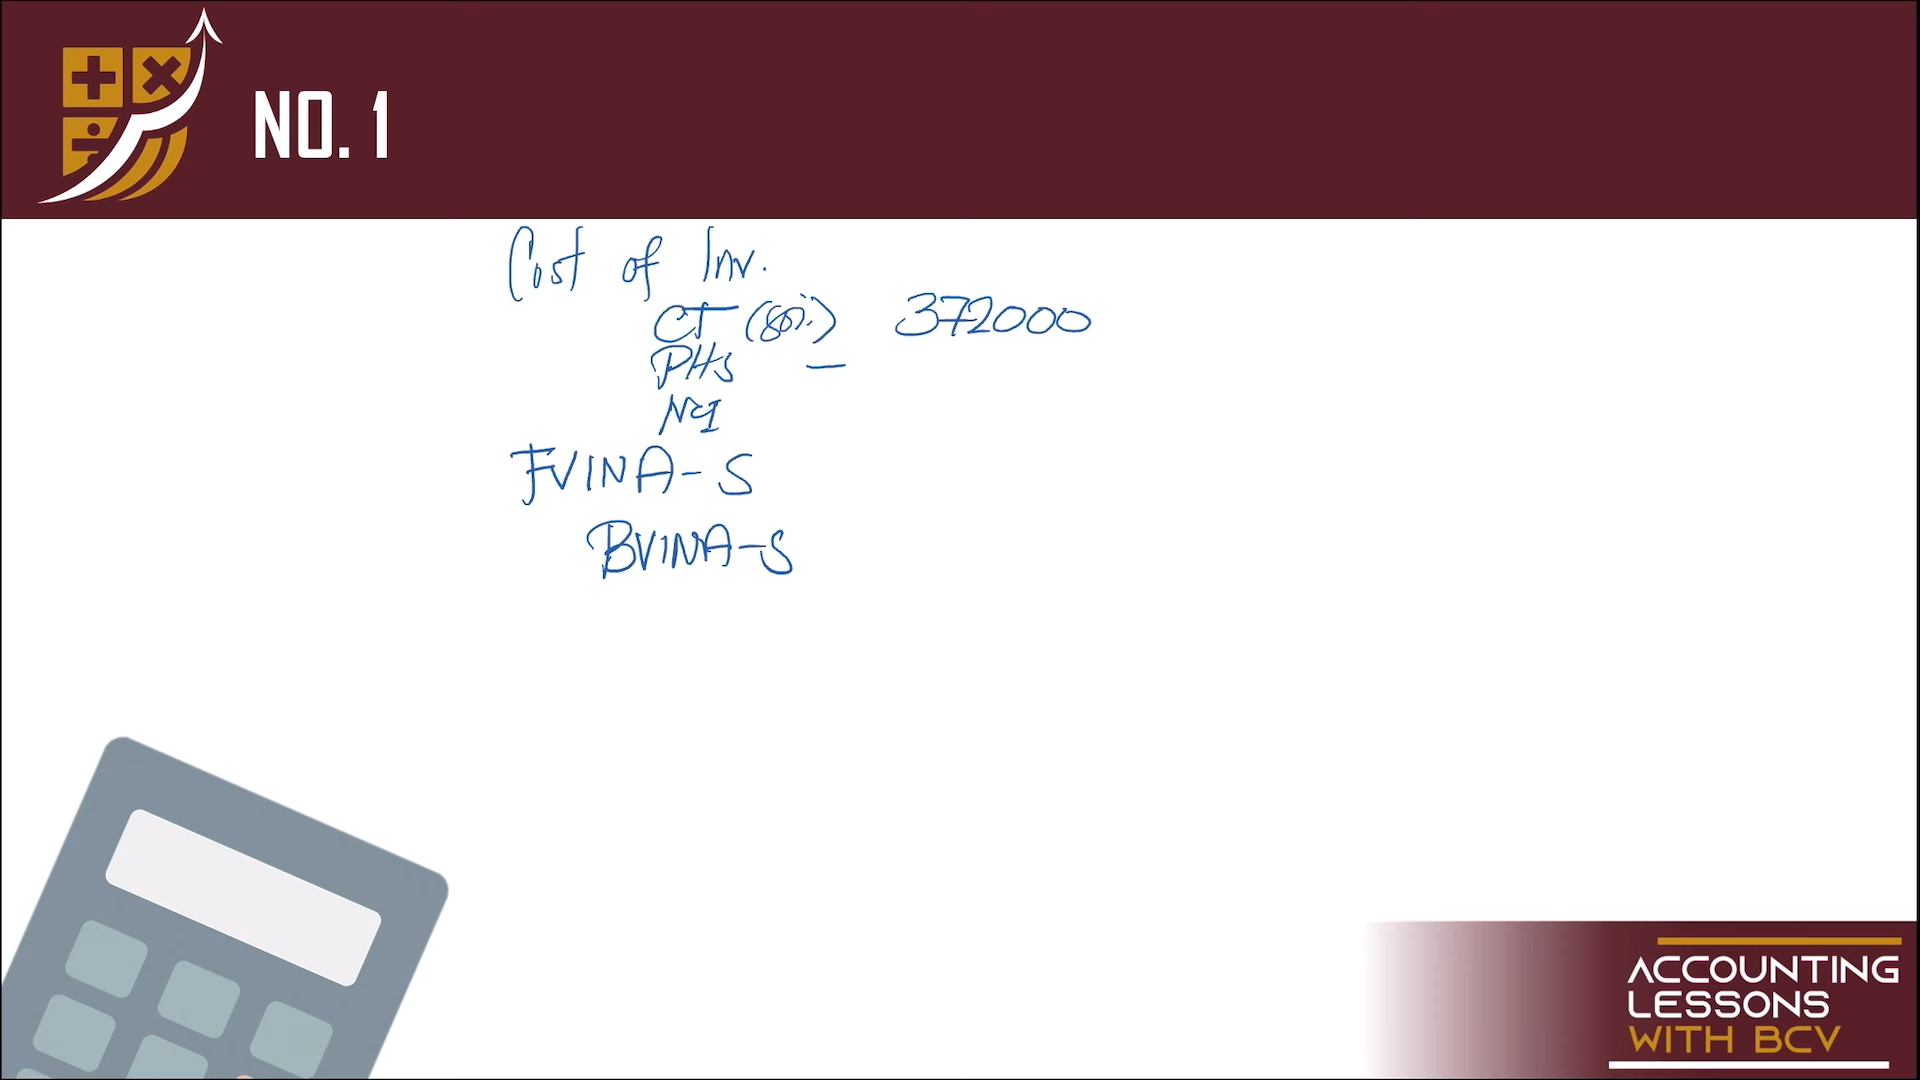 NO. 1
Cost of Inv.
CT (80%) 372000
PHS —
NCI
FVINA-S
BVINA-S
ACCOUNTING
LESSONS
WITH BCV